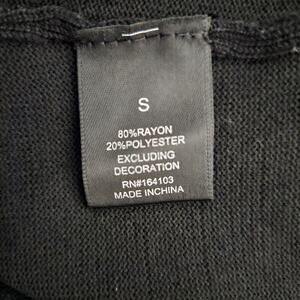 S
80%RAYON
20%POLYESTER
EXCLUDING
DECORATION
RN#164103
MADE INCHINA